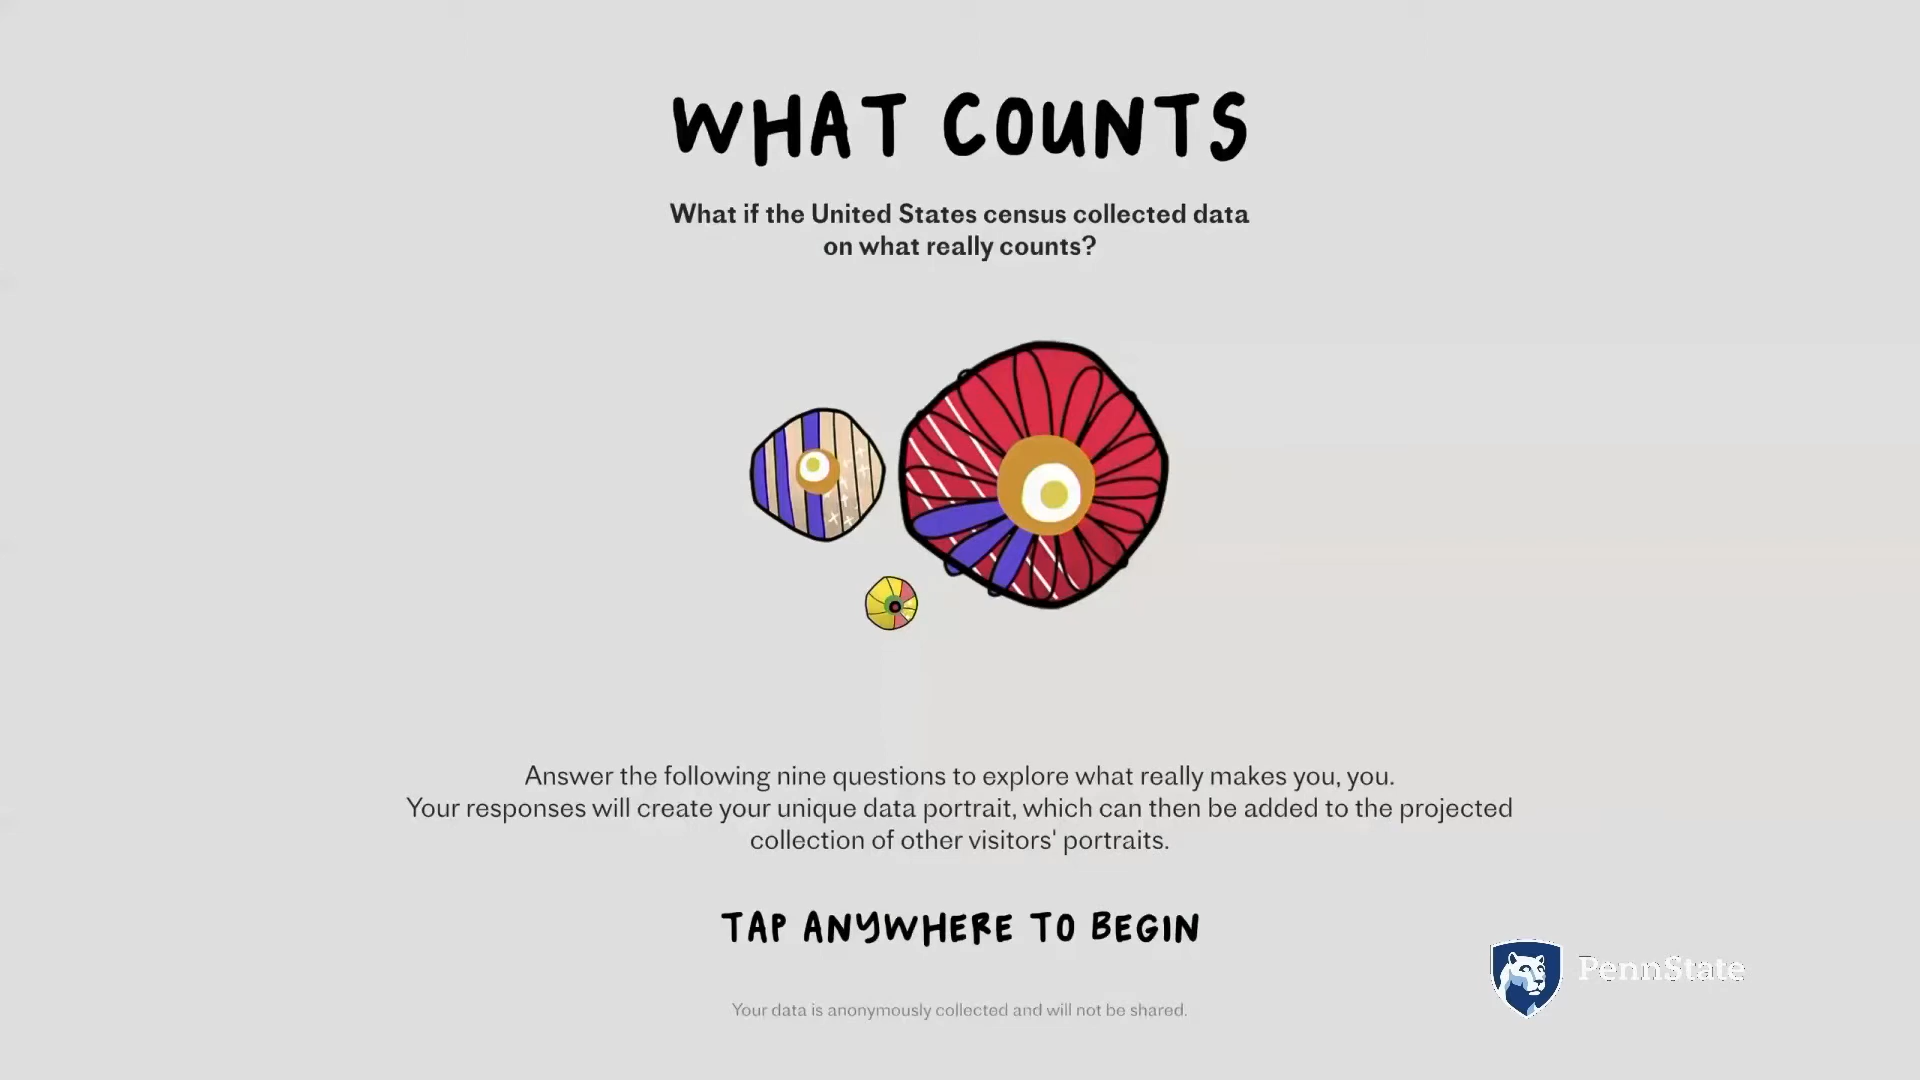 WHAT COUNTS
What if the United States census collected data
on what really counts?
Answer the following nine questions to explore what really makes you, you.
Your responses will create your unique data portrait, which can then be added to the projected
collection of other visitors' portraits.
TAP ANYWHERE TO BEGIN
PennState
Your data is anonymously collected and will not be shared.